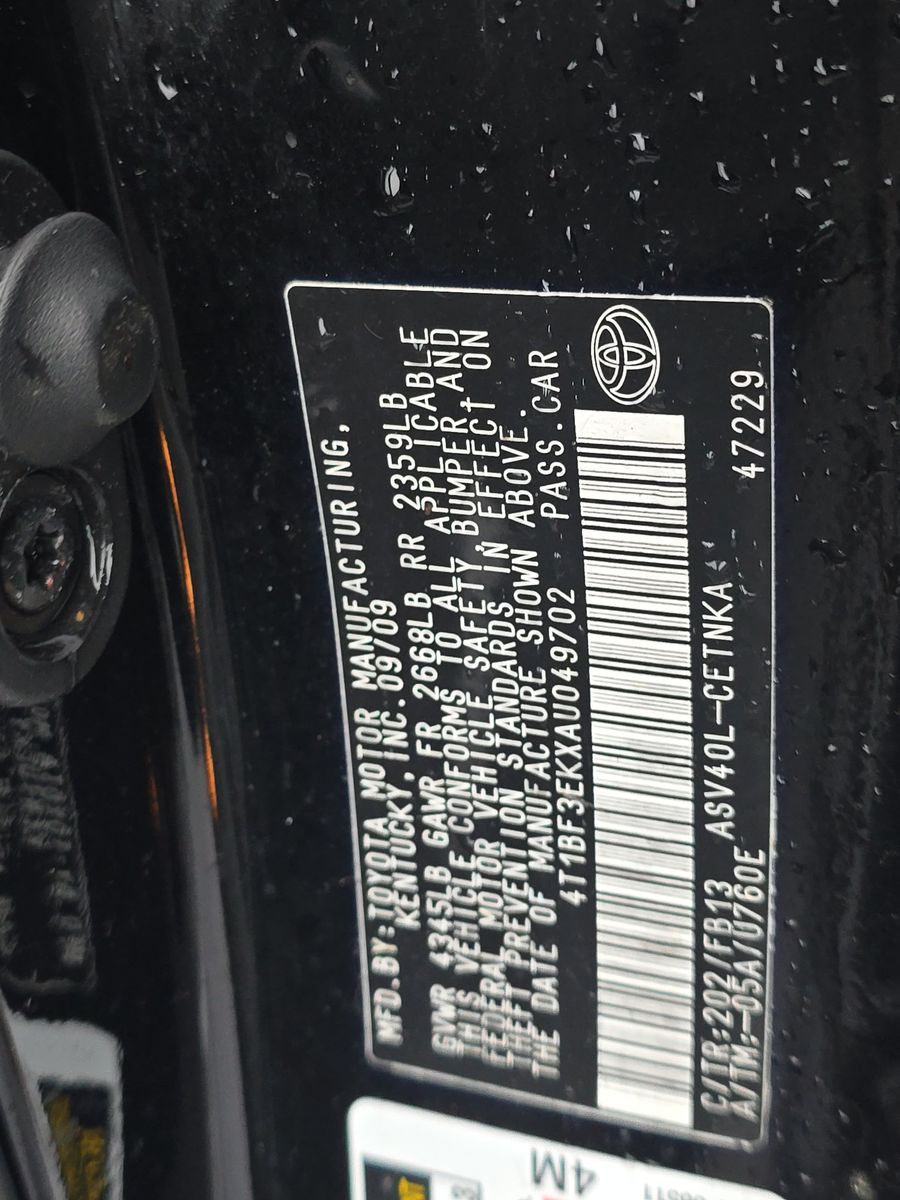 MFD.BY:TOYOTA MOTOR MANUFACTURING,
KENTUCKY,INC.09/09
GVWR 4345LB GAWR FR 2668LB RR 2359LB
THIS VEHICLE CONFORMS TO ALL APPLICABLE
FEDERAL MOTOR VEHICLE SAFETY,BUMPER,AND
THEFT PREVENTION STANDARDS IN EFFECT ON
THE DATE OF MANUFACTURE SHOWN ABOVE.
4T1BF3EKXAU049702 PASS.CAR
C/TR:202/FB13 ASV40L-CETNKA 47229
A/TM:-05A/U760E
4M